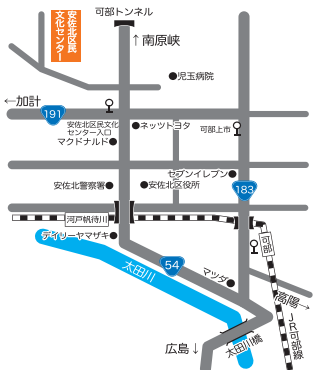 安佐北区民
文化センター
可部トンネル
↑南原峡
児玉病院
←加計
191
安佐北区民文化
センター入口
ネッツトヨタ
可部上市
マクドナルド
セブンイレブン
安佐北警察署
安佐北区役所
183
河戸帆待川
デイリーヤマザキ
可部
太田川
54
マツダ
高陽→
JR可部線
太田川橋
広島↓